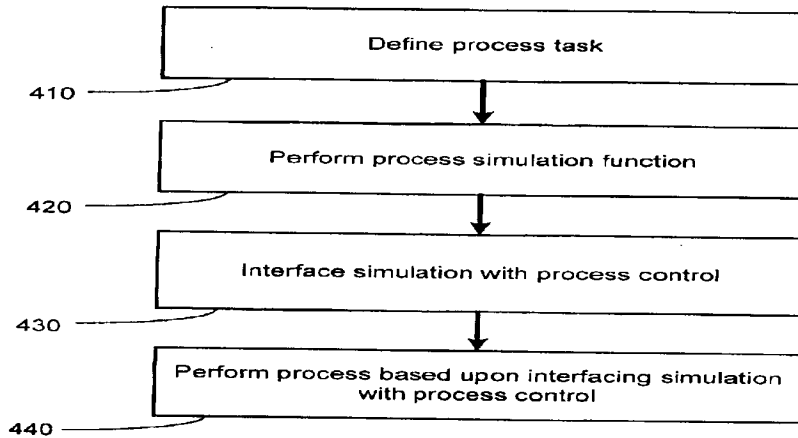 Define process task
410
Perform process simulation function
420
Interface simulation with process control
430
Perform process based upon interfacing simulation
with process control
440